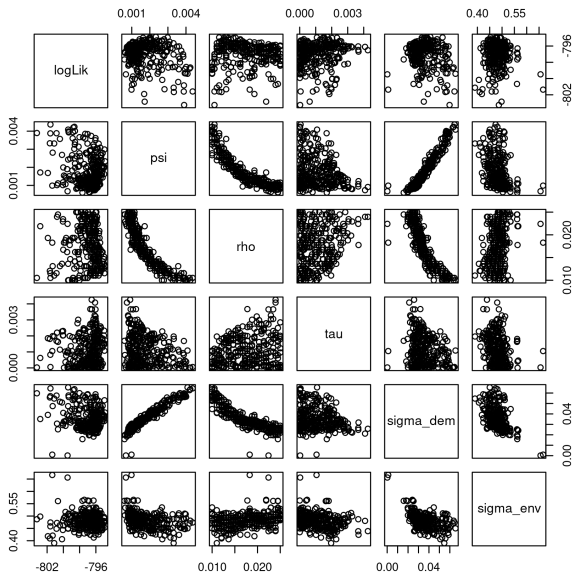 0.001 0.004 0.000 0.003 0.40 0.55
logLik -802 -796
0.001 0.004 psi
rho 0.010 0.020
0.000 0.003 tau
sigma_dem 0.00 0.04
0.40 0.55 sigma_env
-802 -796 0.010 0.020 0.00 0.04